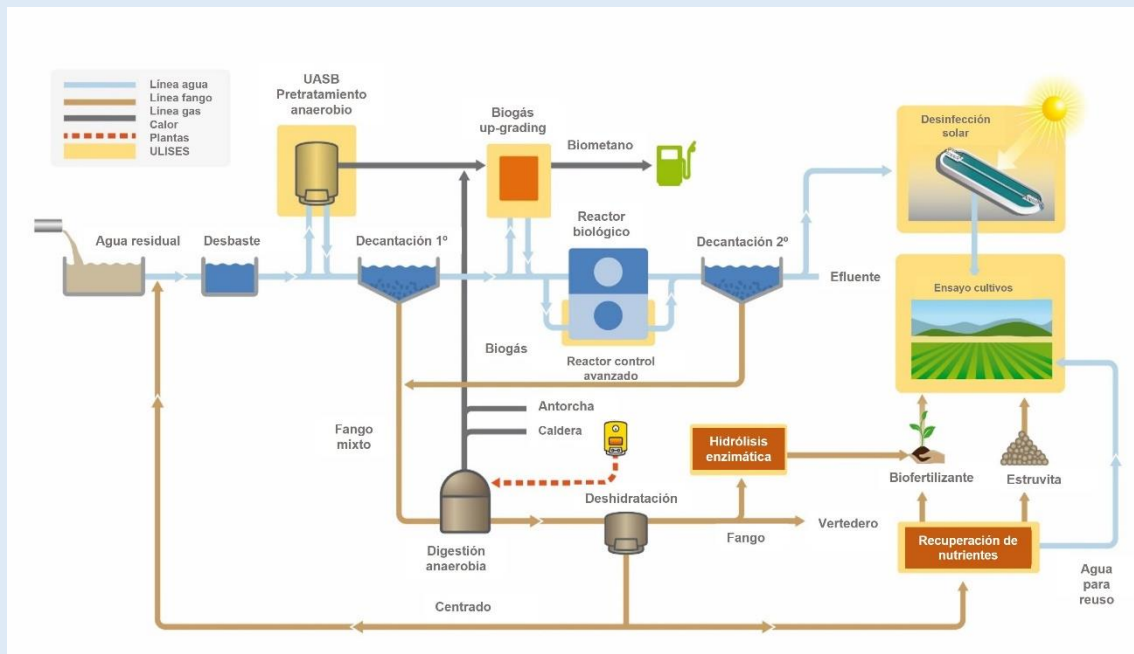 Línea agua
Línea fango
Línea gas
Calor
Plantas
ULISES
UASB
Pretratamiento
anaerobio
Biogás
up-grading
Biometano
Desinfección
solar
Agua residual
Desbaste
Decantación 1º
Reactor
biológico
Decantación 2º
Efluente
Ensayo cultivos
Biogás
Reactor control
avanzado
Antorcha
Caldera
Fango
mixto
Hidrólisis
enzimática
Biofertilizante
Estruvita
Deshidratación
Digestión
anaerobia
Fango
Vertedero
Recuperación de
nutrientes
Agua
para
reuso
Centrado